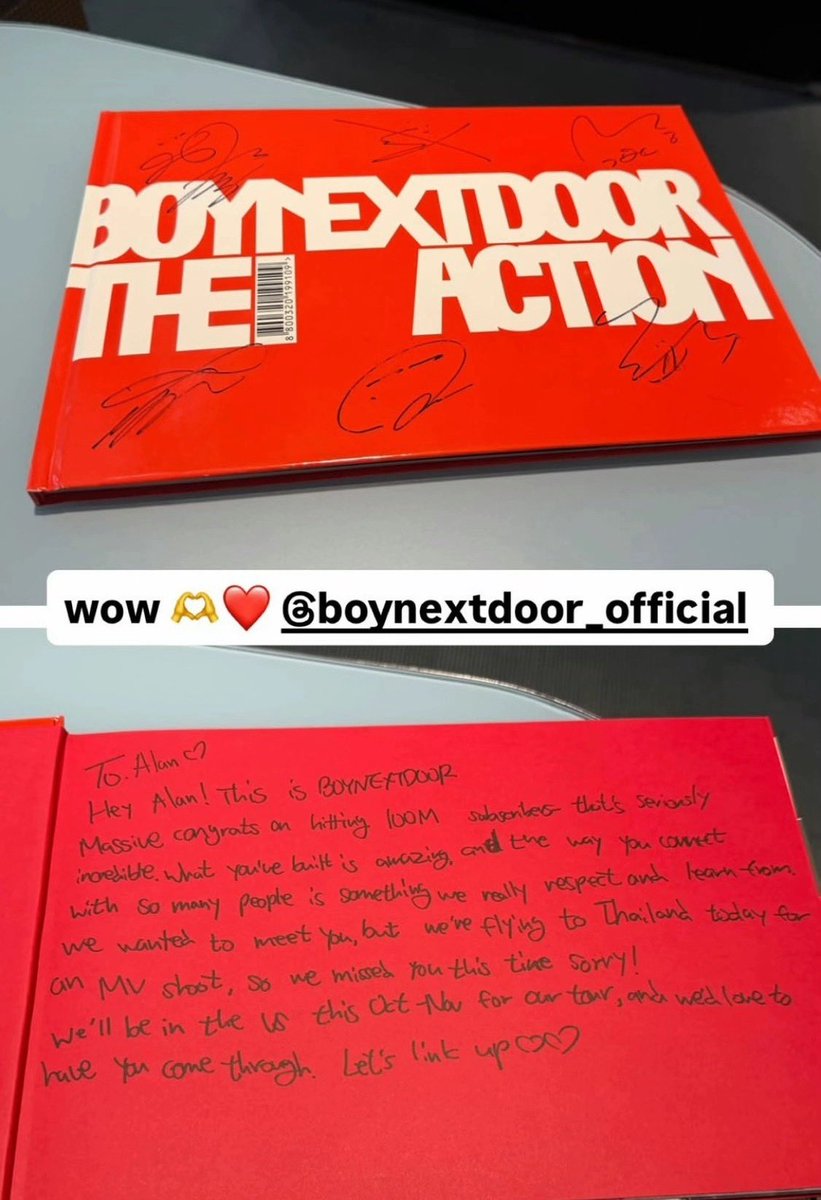 BOYNEXTDOOR
THE ACTION
8 800320 199109 >
wow 🫶❤️ @boynextdoor_official
To. Alan♡
Hey Alan! This is BOYNEXTDOOR
Massive congrats on hitting 100M subscribers that's seriously
incredible. What you've built is amazing, and the way you connect
with so many people is something we really respect and learn from.
we wanted to meet you, but we're flying to Thailand today for
an MV shoot, so we missed you this time sorry!
We'll be in the US this Oct-Nov for our tour, and we'd love to
have you come through. Let's link up♡♡